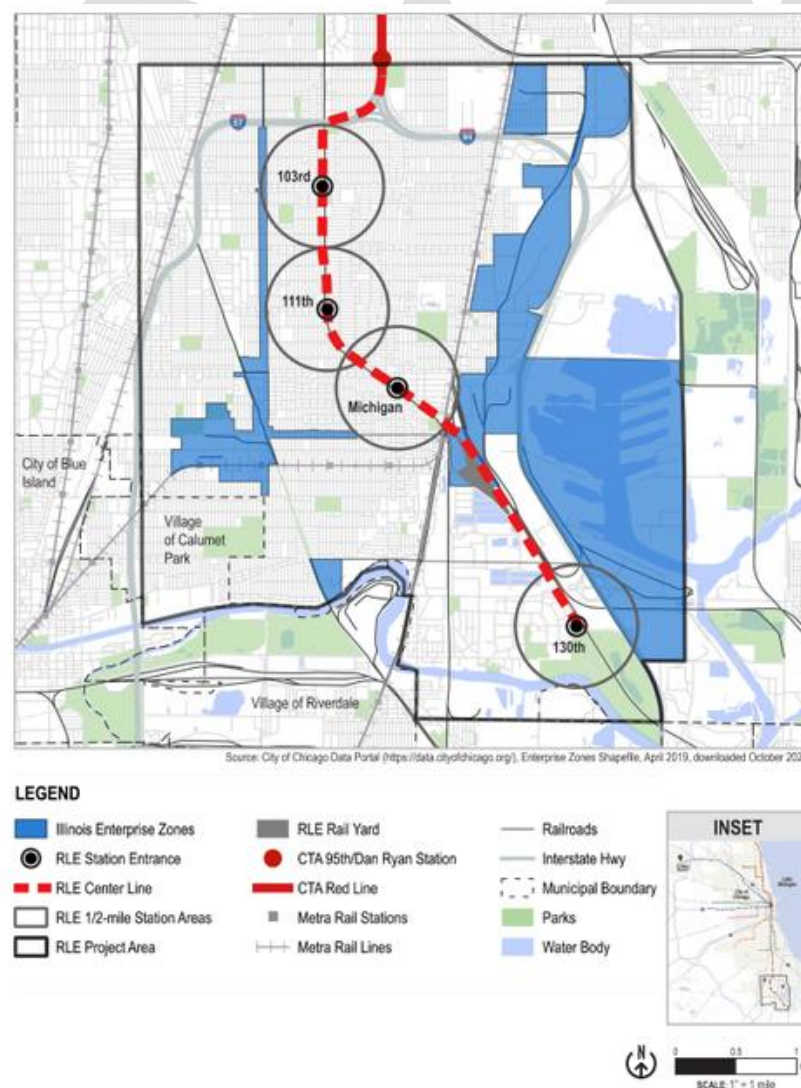 57
94
103rd
111th
Michigan
City of Blue
Island
Village
of Calumet
Park
130th
Village of Riverdale
Source: City of Chicago Data Portal (https://data.cityofchicago.org/), Enterprise Zones Shapefile, April 2019, downloaded October 202
LEGEND
Illinois Enterprise Zones
RLE Rail Yard
Railroads
RLE Station Entrance
CTA 95th/Dan Ryan Station
Interstate Hwy
RLE Center Line
CTA Red Line
Municipal Boundary
RLE 1/2-mile Station Areas
Metra Rail Stations
Parks
RLE Project Area
Metra Rail Lines
Water Body
INSET
N
0 0.5 1
SCALE: 1" = 1 mile